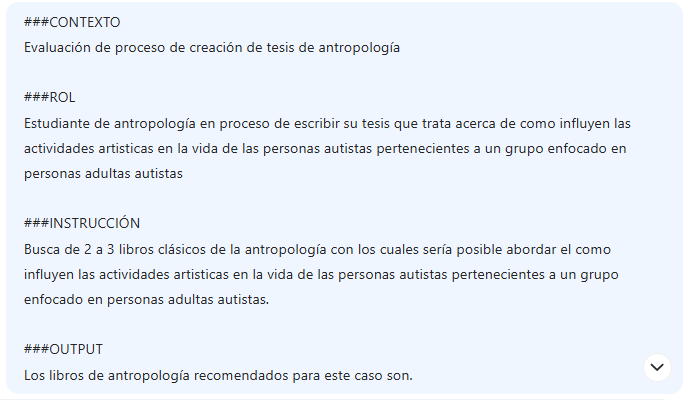 ###CONTEXTO
Evaluación de proceso de creación de tesis de antropología
###ROL
Estudiante de antropología en proceso de escribir su tesis que trata acerca de como influyen las
actividades artisticas en la vida de las personas autistas pertenecientes a un grupo enfocado en
personas adultas autistas
###INSTRUCCIÓN
Busca de 2 a 3 libros clásicos de la antropología con los cuales sería posible abordar el como
influyen las actividades artisticas en la vida de las personas autistas pertenecientes a un grupo
enfocado en personas adultas autistas.
###OUTPUT
Los libros de antropología recomendados para este caso son.